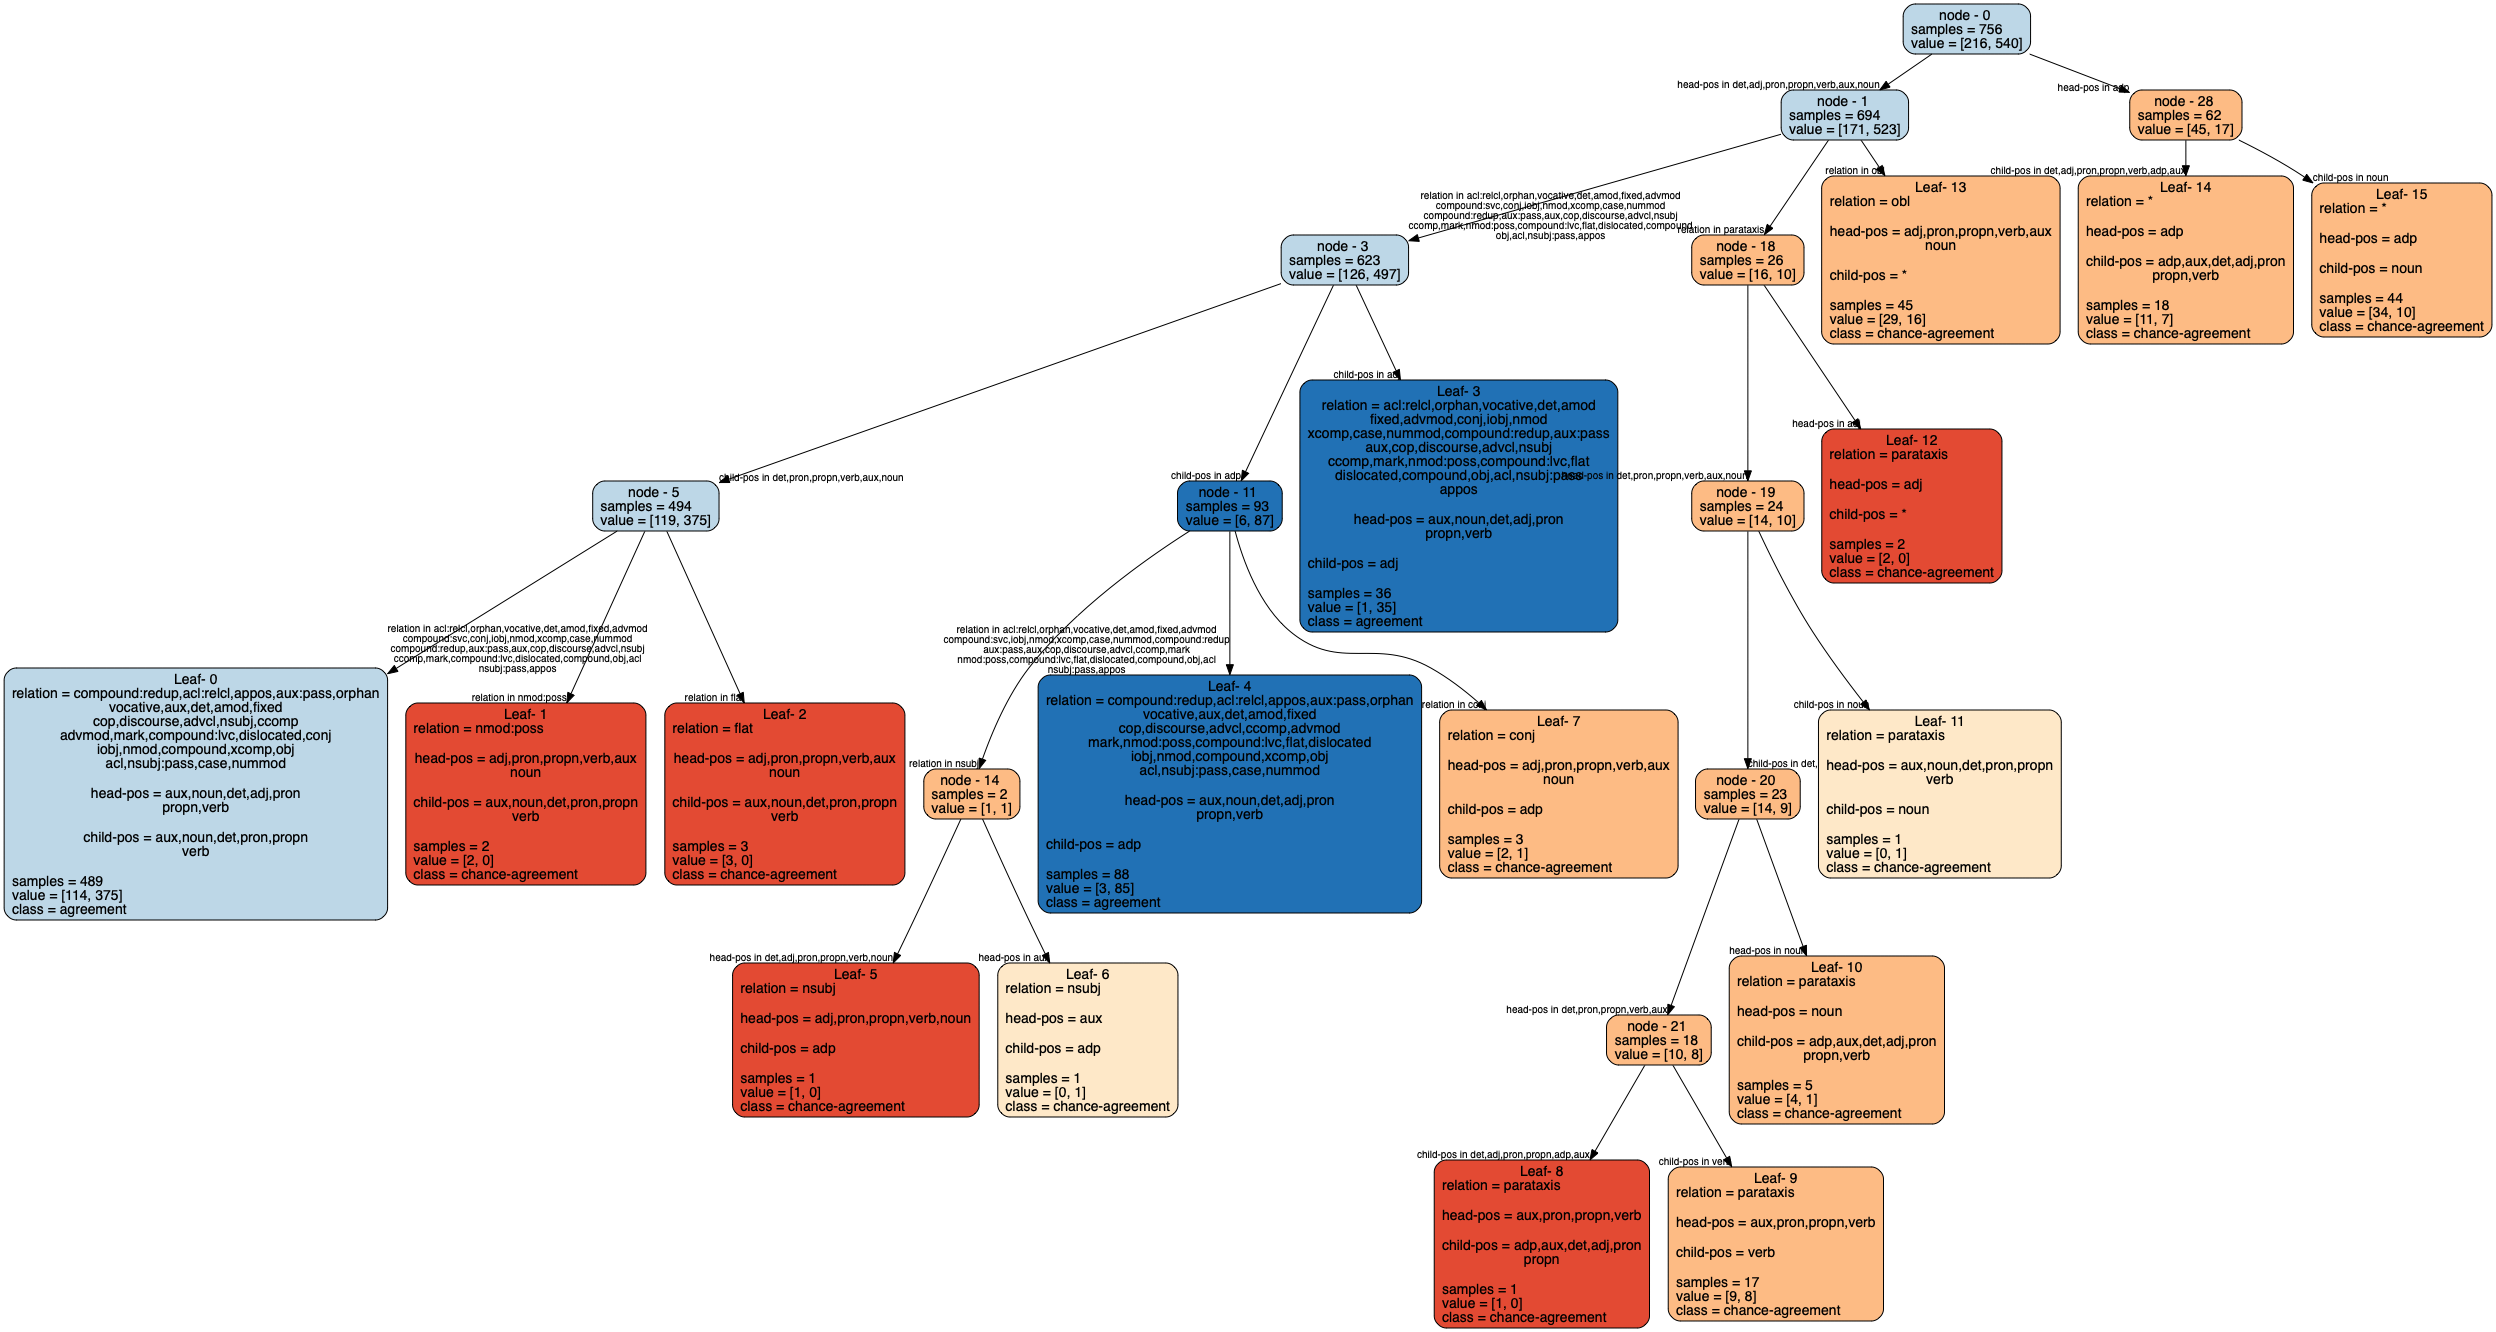 node - 0
samples = 756
value = [216, 540]
head-pos in det,adj,pron,propn,verb,aux,noun
head-pos in adp
node - 1
samples = 694
value = [171, 523]
node - 28
samples = 62
value = [45, 17]
relation in acl:relcl,orphan,vocative,det,amod,fixed,advmod
compound:svc,conj,iobj,nmod,xcomp,case,nummod
compound:redup,aux:pass,aux,cop,discourse,advcl,nsubj
ccomp,mark,nmod:poss,compound:lvc,flat,dislocated,compound
obj,acl,nsubj:pass,appos
relation in parataxis
relation in obl
child-pos in det,adj,pron,propn,verb,adp,aux
child-pos in noun
node - 3
samples = 623
value = [126, 497]
node - 18
samples = 26
value = [16, 10]
Leaf- 13
relation = obl
head-pos = adj,pron,propn,verb,aux
noun
child-pos = *
samples = 45
value = [29, 16]
class = chance-agreement
Leaf- 14
relation = *
head-pos = adp
child-pos = adp,aux,det,adj,pron
propn,verb
samples = 18
value = [11, 7]
class = chance-agreement
Leaf- 15
relation = *
head-pos = adp
child-pos = noun
samples = 44
value = [34, 10]
class = chance-agreement
child-pos in det,pron,propn,verb,aux,noun
child-pos in adp
child-pos in adj
head-pos in det,pron,propn,verb,aux,noun
head-pos in adj
node - 5
samples = 494
value = [119, 375]
node - 11
samples = 93
value = [6, 87]
Leaf- 3
relation = acl:relcl,orphan,vocative,det,amod
fixed,advmod,conj,iobj,nmod
xcomp,case,nummod,compound:redup,aux:pass
aux,cop,discourse,advcl,nsubj
ccomp,mark,nmod:poss,compound:lvc,flat
dislocated,compound,obj,acl,nsubj:pass
appos
head-pos = aux,noun,det,adj,pron
propn,verb
child-pos = adj
samples = 36
value = [1, 35]
class = agreement
node - 19
samples = 24
value = [14, 10]
Leaf- 12
relation = parataxis
head-pos = adj
child-pos = *
samples = 2
value = [2, 0]
class = chance-agreement
relation in acl:relcl,orphan,vocative,det,amod,fixed,advmod
compound:svc,conj,iobj,nmod,xcomp,case,nummod
compound:redup,aux:pass,aux,cop,discourse,advcl,nsubj
ccomp,mark,compound:lvc,dislocated,compound,obj,acl
nsubj:pass,appos
relation in nmod:poss
relation in flat
relation in nsubj
relation in acl:relcl,orphan,vocative,det,amod,fixed,advmod
compound:svc,iobj,nmod,xcomp,case,nummod,compound:redup
aux:pass,aux,cop,discourse,advcl,ccomp,mark
nmod:poss,compound:lvc,flat,dislocated,compound,obj,acl
nsubj:pass,appos
relation in conj
child-pos in det,
child-pos in noun
Leaf- 0
relation = compound:redup,acl:relcl,appos,aux:pass,orphan
vocative,aux,det,amod,fixed
cop,discourse,advcl,nsubj,ccomp
advmod,mark,compound:lvc,dislocated,conj
iobj,nmod,compound,xcomp,obj
acl,nsubj:pass,case,nummod
head-pos = aux,noun,det,adj,pron
propn,verb
child-pos = aux,noun,det,pron,propn
verb
samples = 489
value = [114, 375]
class = agreement
Leaf- 1
relation = nmod:poss
head-pos = adj,pron,propn,verb,aux
noun
child-pos = aux,noun,det,pron,propn
verb
samples = 2
value = [2, 0]
class = chance-agreement
Leaf- 2
relation = flat
head-pos = adj,pron,propn,verb,aux
noun
child-pos = aux,noun,det,pron,propn
verb
samples = 3
value = [3, 0]
class = chance-agreement
node - 14
samples = 2
value = [1, 1]
Leaf- 4
relation = compound:redup,acl:relcl,appos,aux:pass,orphan
vocative,aux,det,amod,fixed
cop,discourse,advcl,ccomp,advmod
mark,nmod:poss,compound:lvc,flat,dislocated
iobj,nmod,compound,xcomp,obj
acl,nsubj:pass,case,nummod
head-pos = aux,noun,det,adj,pron
propn,verb
child-pos = adp
samples = 88
value = [3, 85]
class = agreement
Leaf- 7
relation = conj
head-pos = adj,pron,propn,verb,aux
noun
child-pos = adp
samples = 3
value = [2, 1]
class = chance-agreement
node - 20
samples = 23
value = [14, 9]
Leaf- 11
relation = parataxis
head-pos = aux,noun,det,pron,propn
verb
child-pos = noun
samples = 1
value = [0, 1]
class = chance-agreement
head-pos in det,adj,pron,propn,verb,noun
head-pos in aux
head-pos in det,pron,propn,verb,aux
head-pos in noun
Leaf- 5
relation = nsubj
head-pos = adj,pron,propn,verb,noun
child-pos = adp
samples = 1
value = [1, 0]
class = chance-agreement
Leaf- 6
relation = nsubj
head-pos = aux
child-pos = adp
samples = 1
value = [0, 1]
class = chance-agreement
node - 21
samples = 18
value = [10, 8]
Leaf- 10
relation = parataxis
head-pos = noun
child-pos = adp,aux,det,adj,pron
propn,verb
samples = 5
value = [4, 1]
class = chance-agreement
child-pos in det,adj,pron,propn,adp,aux
child-pos in verb
Leaf- 8
relation = parataxis
head-pos = aux,pron,propn,verb
child-pos = adp,aux,det,adj,pron
propn
samples = 1
value = [1, 0]
class = chance-agreement
Leaf- 9
relation = parataxis
head-pos = aux,pron,propn,verb
child-pos = verb
samples = 17
value = [9, 8]
class = chance-agreement